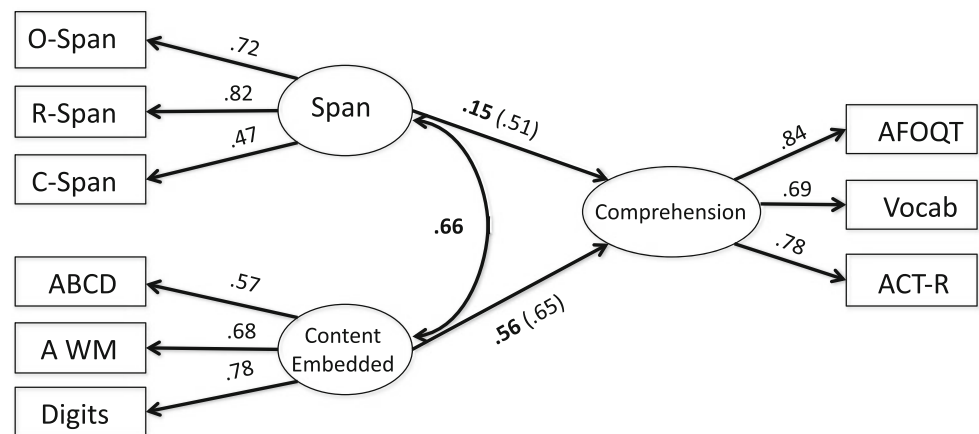 O-Span
.72
R-Span
.82
C-Span
.47
Span
.15 (.51)
.66
ABCD
.57
A WM
.68
Digits
.78
Content
Embedded
.56 (.65)
Comprehension
.84
AFOQT
.69
Vocab
.78
ACT-R